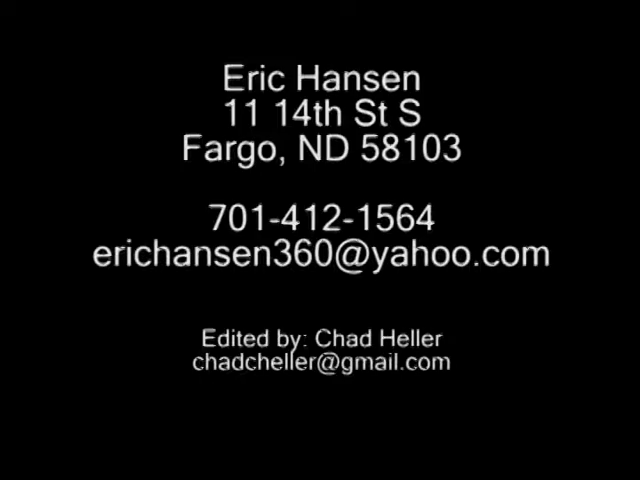 Eric Hansen
11 14th St S
Fargo, ND 58103
701-412-1564
erichansen360@yahoo.com
Edited by: Chad Heller
chadcheller@gmail.com